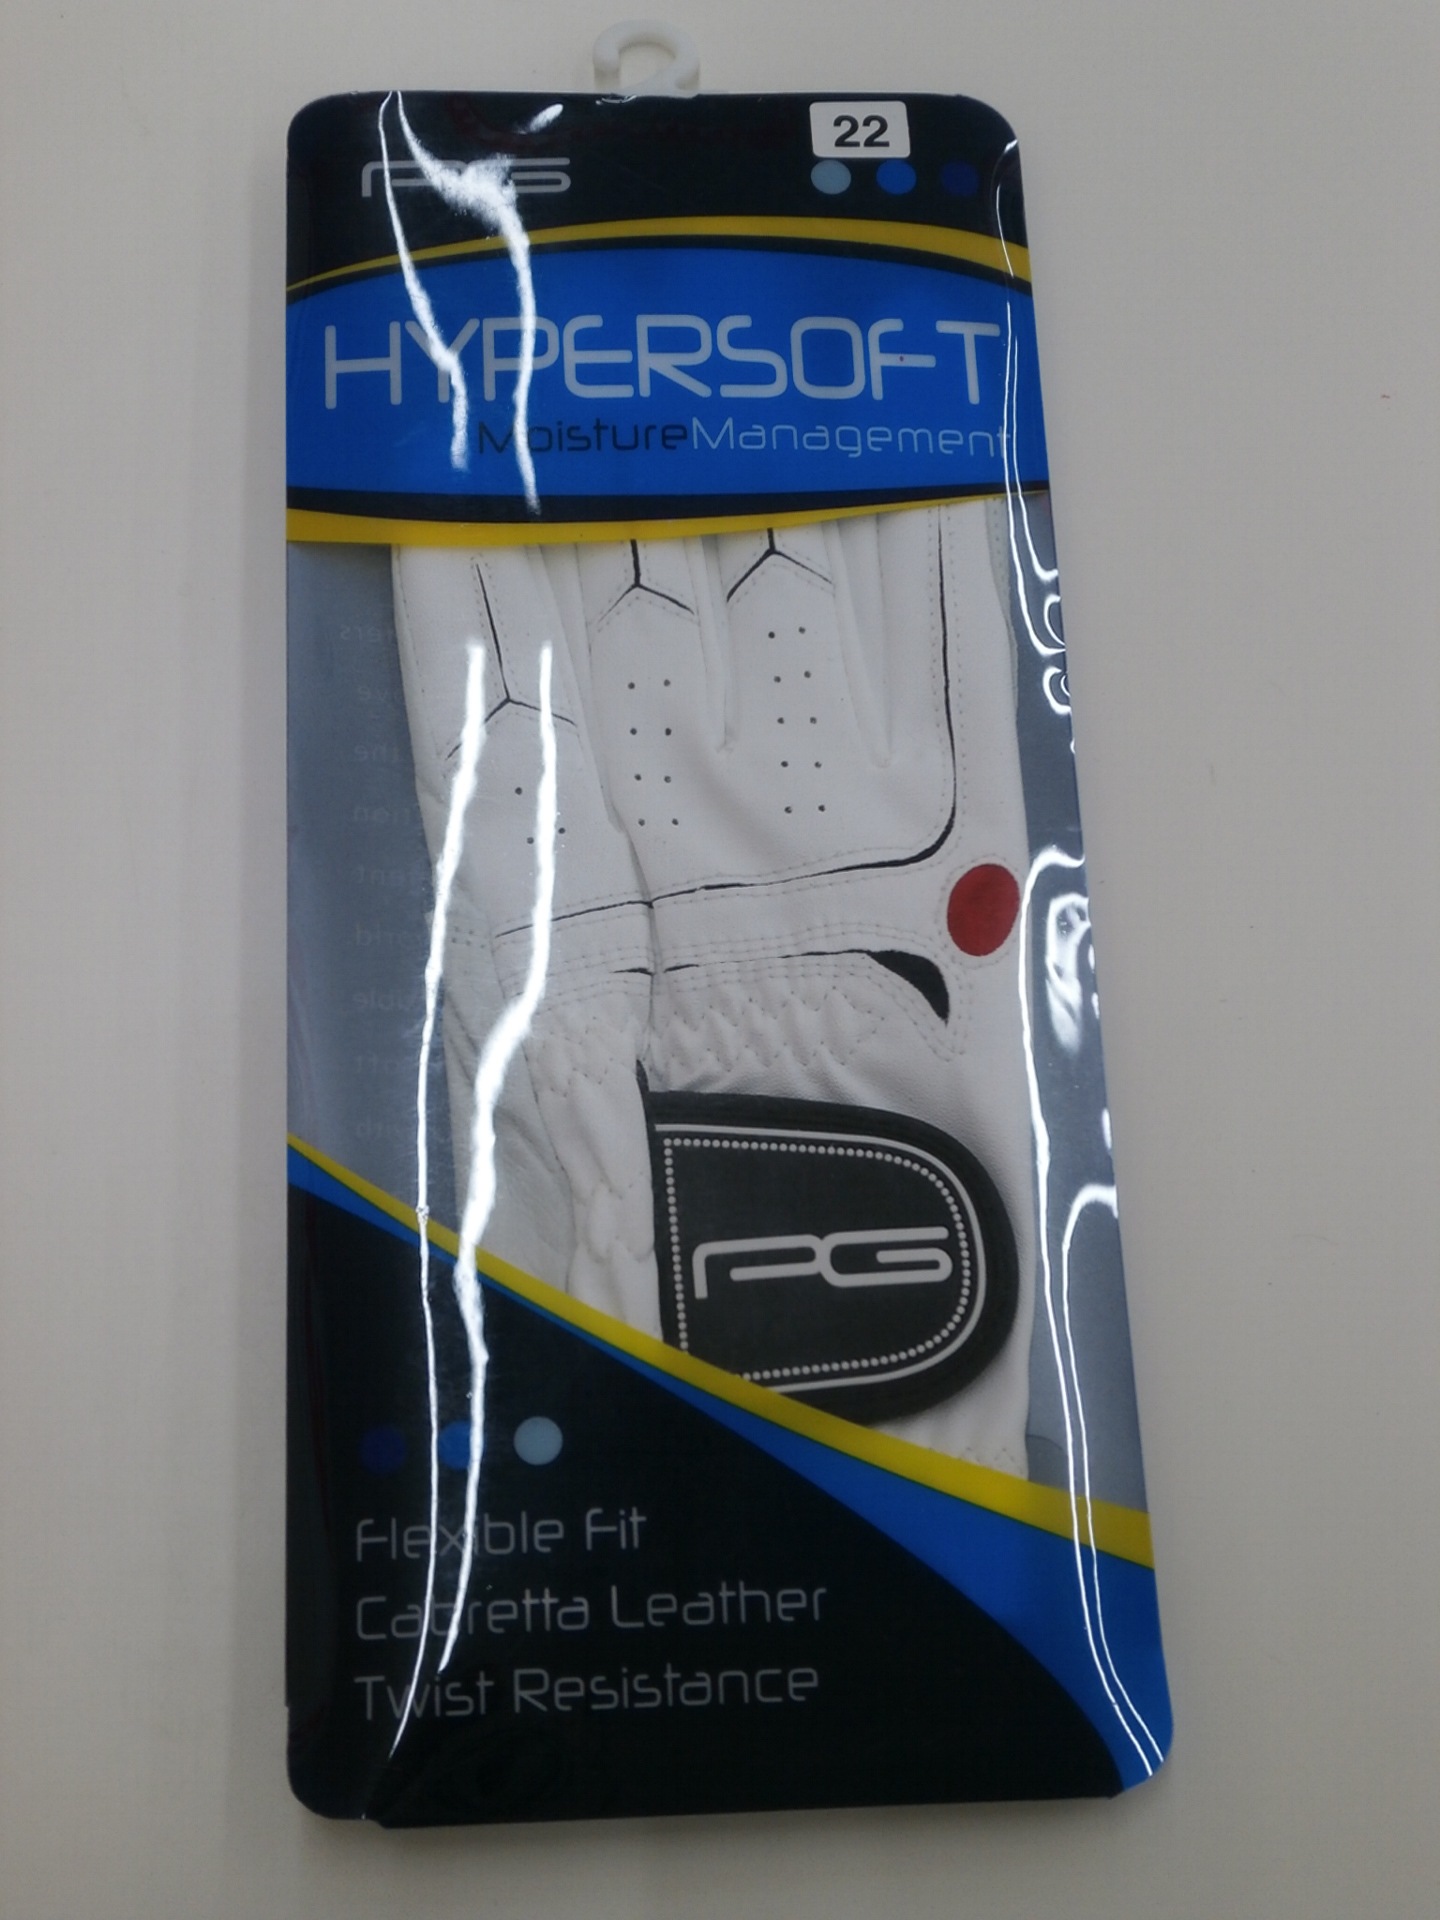 22
PG
HYPERSOFT
MoistureManagement
PG
Flexible Fit
Cabretta Leather
Twist Resistance